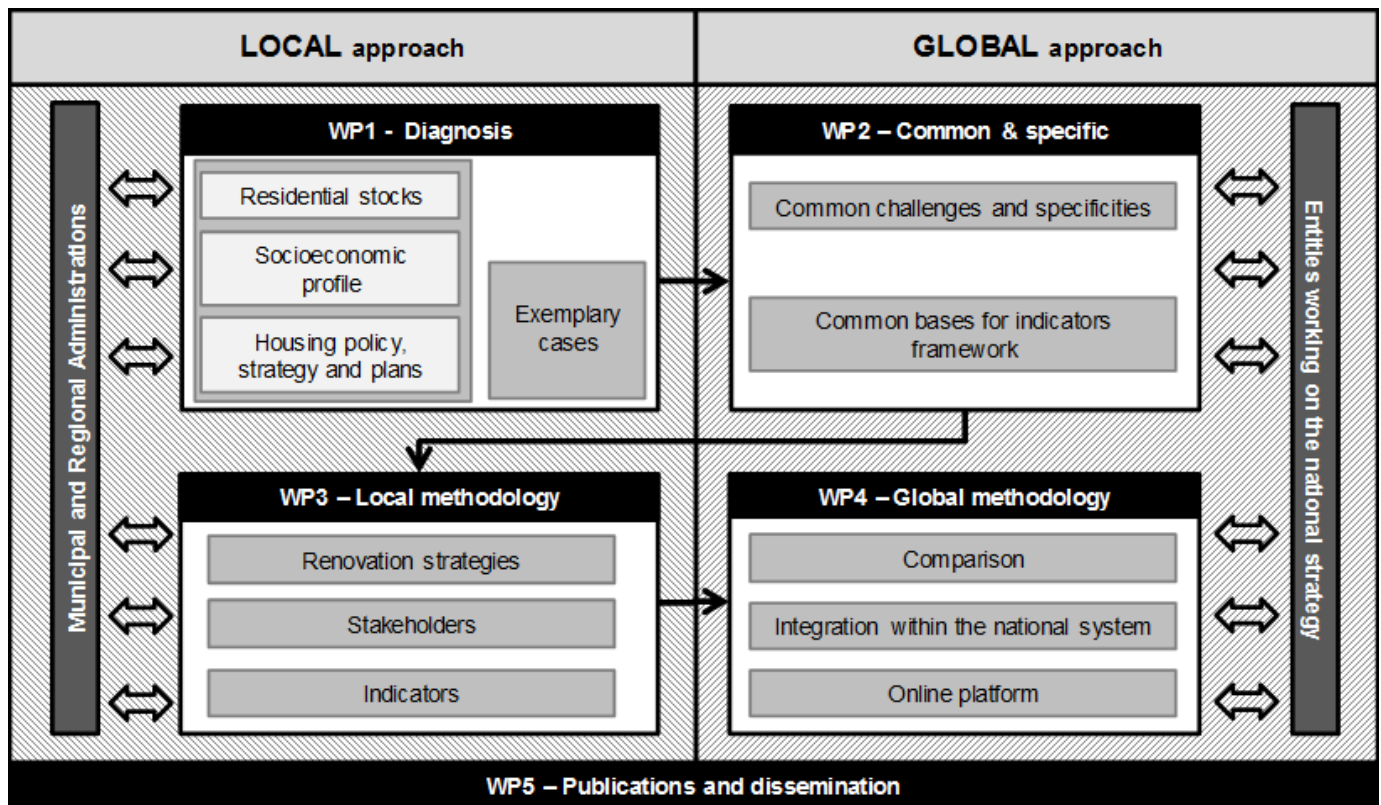 LOCAL approach
GLOBAL approach
Municipal and Regional Administrations
WP1 - Diagnosis
Residential stocks
Socioeconomic
profile
Housing policy,
strategy and plans
Exemplary
cases
WP2 – Common & specific
Common challenges and specificities
Common bases for indicators
framework
Entities working on the national strategy
WP3 – Local methodology
Renovation strategies
Stakeholders
Indicators
WP4 – Global methodology
Comparison
Integration within the national system
Online platform
WP5 – Publications and dissemination